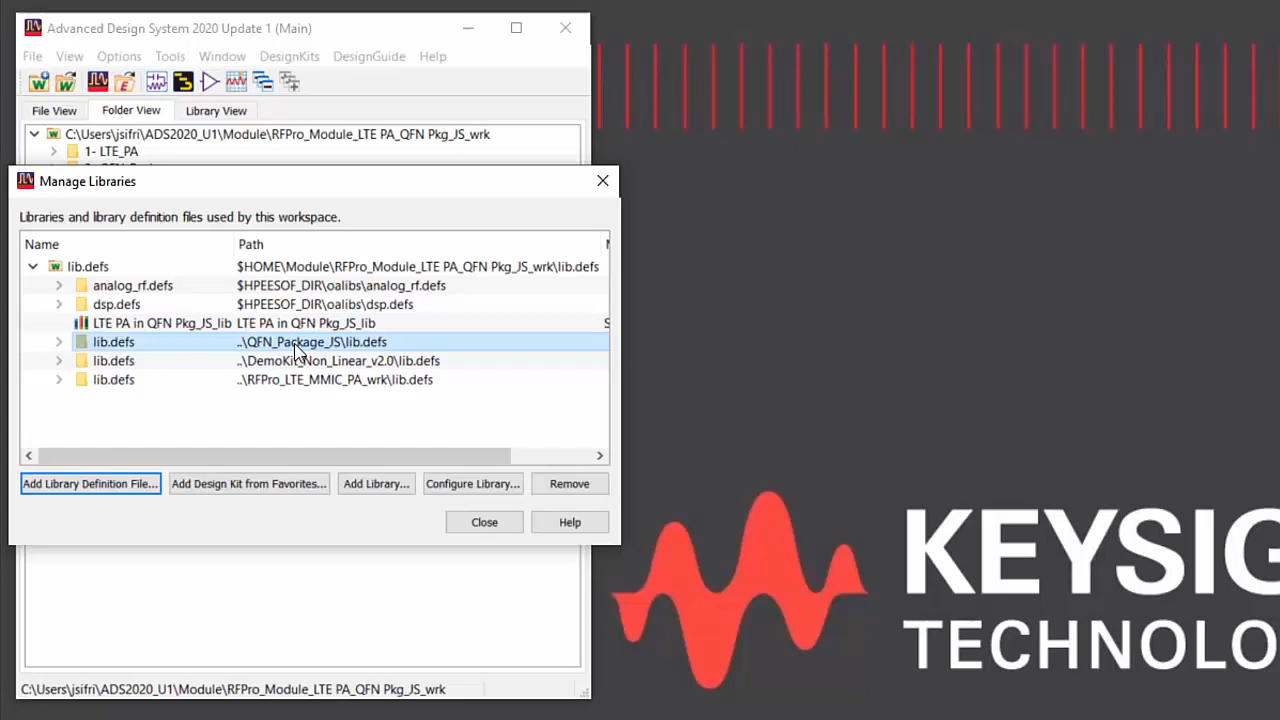 Advanced Design System 2020 Update 1 (Main)
File View Options Tools Window DesignKits DesignGuide Help
File View Folder View Library View
C:\Users\jsifri\ADS2020_U1\Module\RFPro_Module_LTE PA_QFN Pkg_JS_wrk
1- LTE_PA
Manage Libraries
Libraries and library definition files used by this workspace.
Name Path
lib.defs $HOME\Module\RFPro_Module_LTE PA_QFN Pkg_JS_wrk\lib.defs
analog_rf.defs $HPEESOF_DIR\oalibs\analog_rf.defs
dsp.defs $HPEESOF_DIR\oalibs\dsp.defs
LTE PA in QFN Pkg_JS_lib LTE PA in QFN Pkg_JS_lib S
lib.defs ..\QFN_Package_JS\lib.defs
lib.defs ..\DemoKit_Non_Linear_v2.0\lib.defs
lib.defs ..\RFPro_LTE_MMIC_PA_wrk\lib.defs
Add Library Definition File... Add Design Kit from Favorites... Add Library... Configure Library... Remove
Close Help
C:\Users\jsifri\ADS2020_U1\Module\RFPro_Module_LTE PA_QFN Pkg_JS_wrk
KEYSIG
TECHNOLO